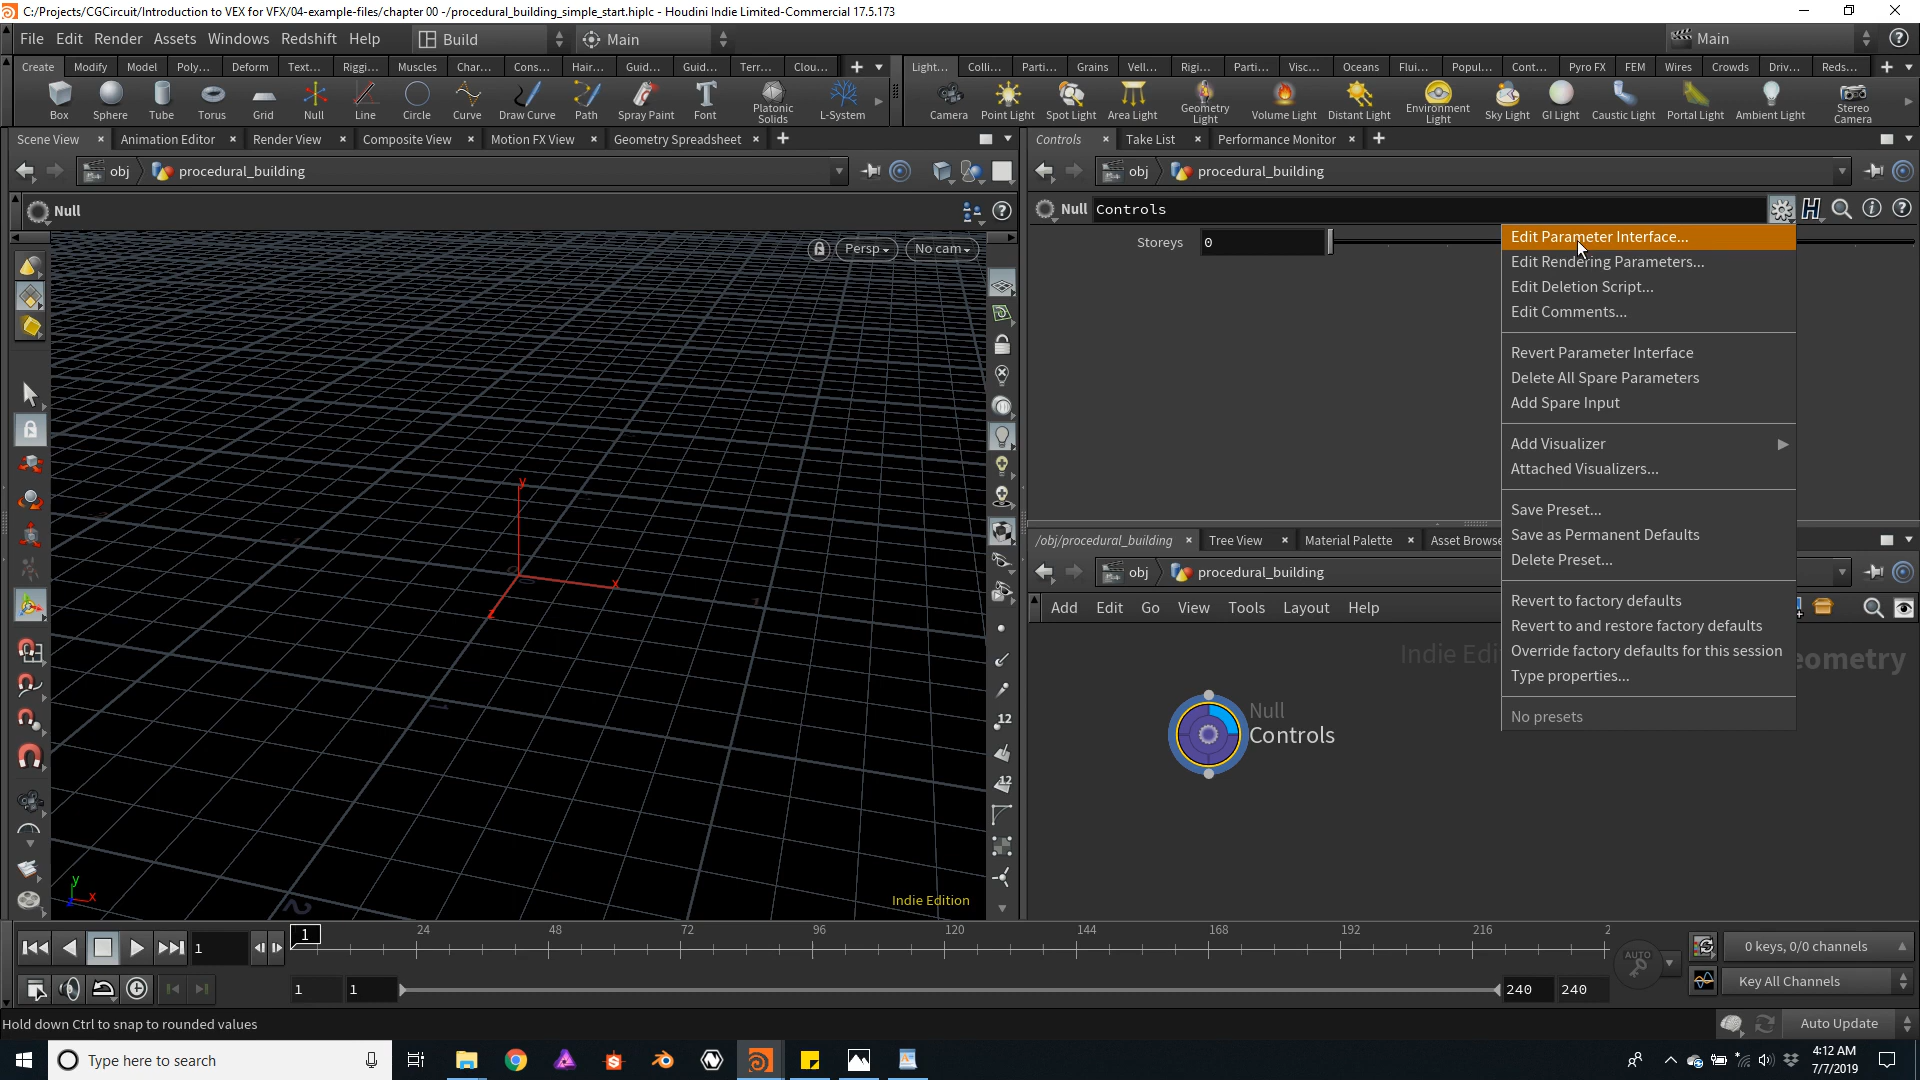 C:/Projects/CGCircuit/Introduction to VEX for VFX/04-example-files/chapter 00 -/procedural_building_simple_start.hiplc - Houdini Indie Limited-Commercial 17.5.173
File Edit Render Assets Windows Redshift Help Build Main Main
Create Modify Model Poly... Deform Text... Riggi... Muscles Char... Cons... Hair... Guid... Guid... Terr... Clou...
Light... Colli... Parti... Grains Vell... Rigi... Parti... Visc... Oceans Flui... Popul... Cont... Pyro FX FEM Wires Crowds Driv... Reds...
Box Sphere Tube Torus Grid Null Line Circle Curve Draw Curve Path Spray Paint Font Platonic Solids L-System
Camera Point Light Spot Light Area Light Geometry Light Volume Light Distant Light Environment Light Sky Light GI Light Caustic Light Portal Light Ambient Light Stereo Camera
Scene View Animation Editor Render View Composite View Motion FX View Geometry Spreadsheet
Controls Take List Performance Monitor
obj procedural_building
obj procedural_building
Null
Null Controls
Storeys 0
Persp No cam
Edit Parameter Interface...
Edit Rendering Parameters...
Edit Deletion Script...
Edit Comments...
Revert Parameter Interface
Delete All Spare Parameters
Add Spare Input
Add Visualizer
Attached Visualizers...
Save Preset...
Save as Permanent Defaults
Delete Preset...
Revert to factory defaults
Revert to and restore factory defaults
Override factory defaults for this session
Type properties...
No presets
/obj/procedural_building Tree View Material Palette Asset Browse
obj procedural_building
Add Edit Go View Tools Layout Help
Indie Edi
eometry
Null
Controls
y
x
z
12
12
y
x
Indie Edition
1
1 24 48 72 96 120 144 168 192 216 2
AUTO
0 keys, 0/0 channels
1 1 240 240
Key All Channels
Hold down Ctrl to snap to rounded values
Auto Update
Type here to search
4:12 AM
7/7/2019